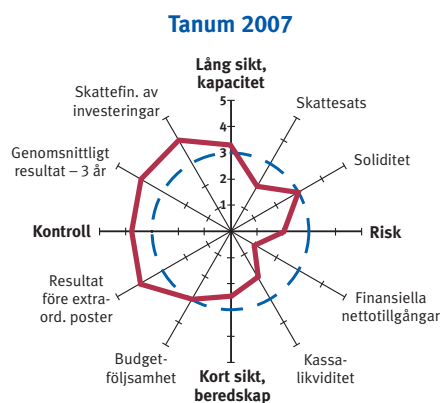 Tanum 2007
Lång sikt,
kapacitet
Skattefin. av
investeringar
Skattesats
Genomsnittligt
resultat – 3 år
Soliditet
5
4
3
2
1
Kontroll
Risk
Resultat
före extra-
ord. poster
Finansiella
nettotillgångar
Budget-
följsamhet
Kassa-
likviditet
Kort sikt,
beredskap